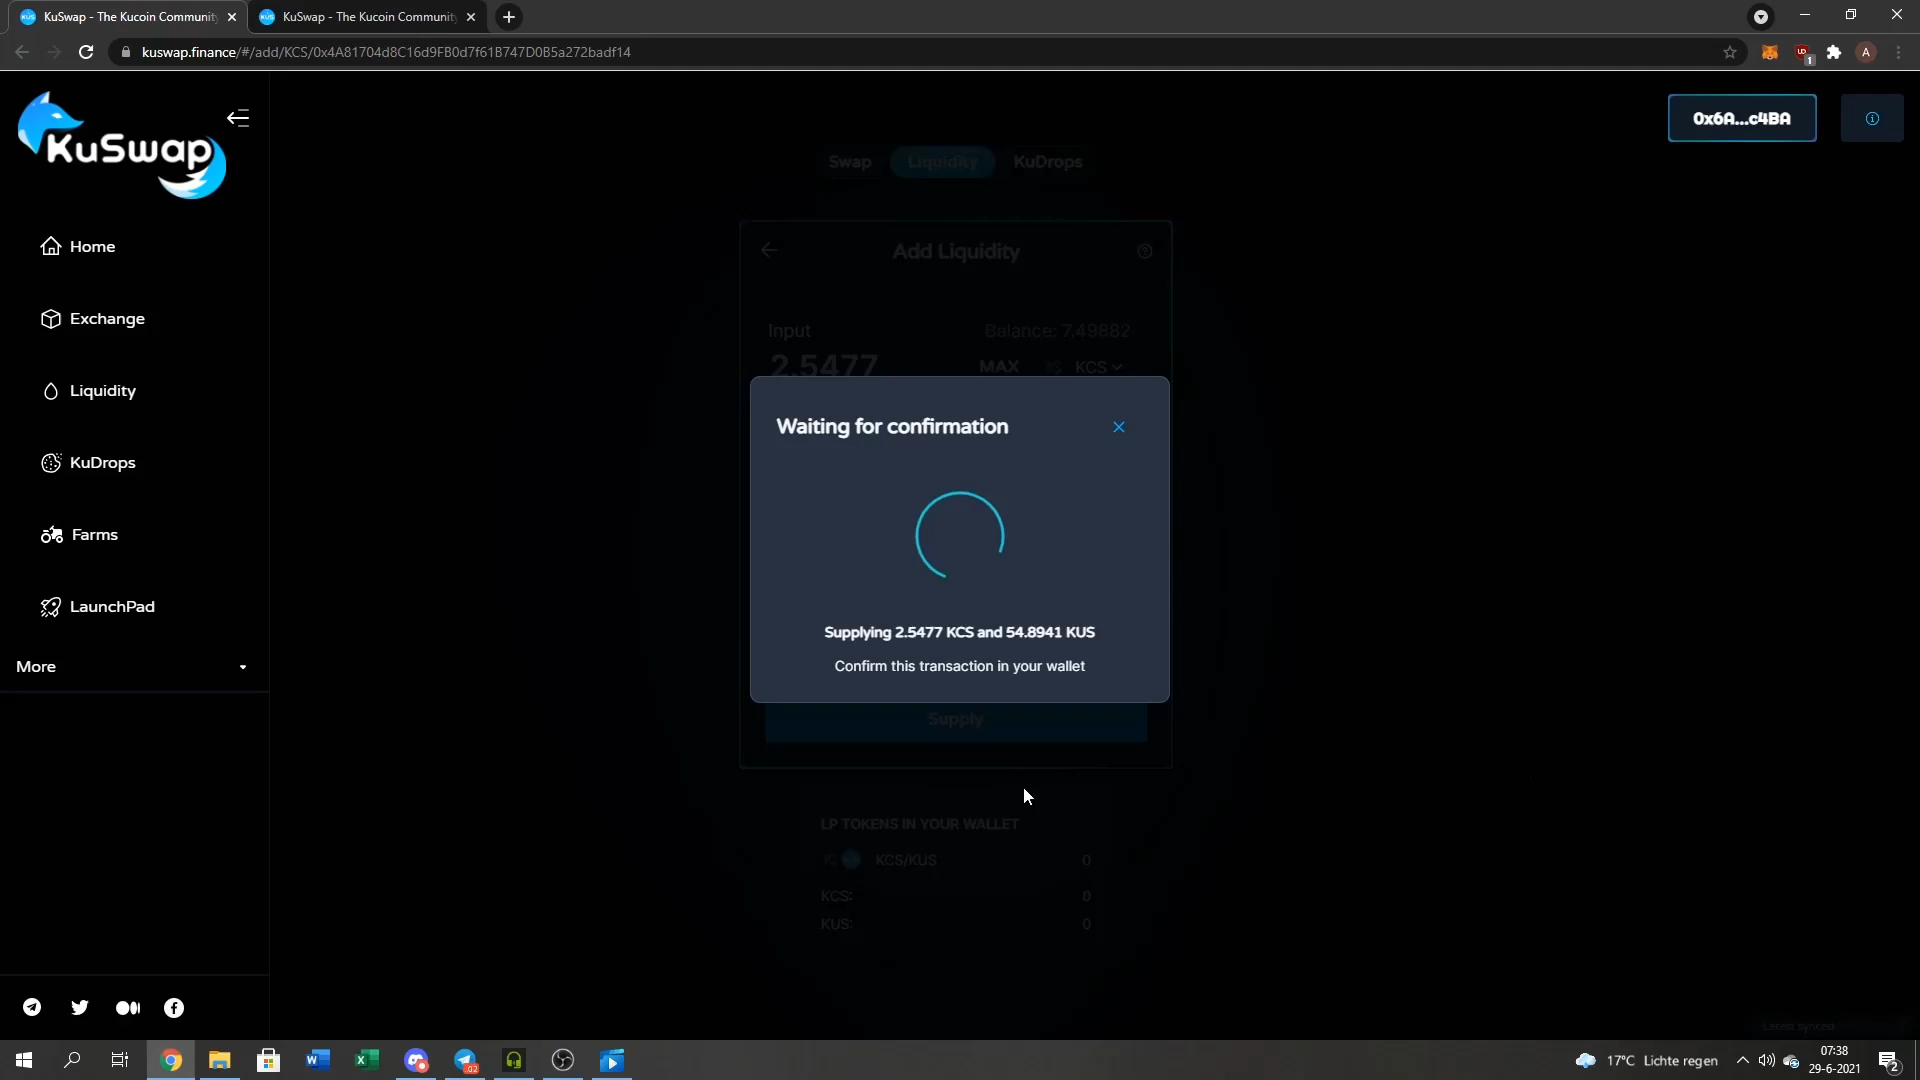 KuSwap - The Kucoin Community
KuSwap - The Kucoin Community
kuswap.finance/#/add/KCS/0x4A81704d8C16d9FB0d7f61B747D0B5a272badf14
A
KuSwap
0x6A...c4BA
Swap
Liquidity
KuDrops
Home
Exchange
Liquidity
KuDrops
Farms
LaunchPad
More
Add Liquidity
Input
Balance: 7.49882
2.5477
MAX
KCS
Waiting for confirmation
Supplying 2.5477 KCS and 54.8941 KUS
Confirm this transaction in your wallet
Supply
LP TOKENS IN YOUR WALLET
KCS/KUS 0
KCS: 0
KUS: 0
Latest synced
17°C Lichte regen
07:38
29-6-2021
2